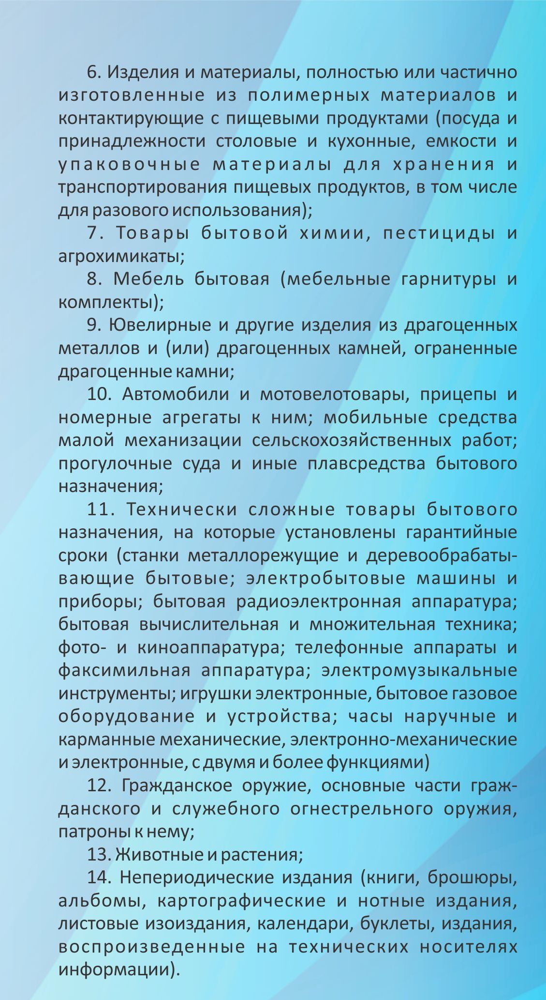 6. Изделия и материалы, полностью или частично
изготовленные из полимерных материалов и
контактирующие с пищевыми продуктами (посуда и
принадлежности столовые и кухонные, емкости и
упаковочные материалы для хранения и
транспортирования пищевых продуктов, в том числе
для разового использования);
7. Товары бытовой химии, пестициды и
агрохимикаты;
8. Мебель бытовая (мебельные гарнитуры и
комплекты);
9. Ювелирные и другие изделия из драгоценных
металлов и (или) драгоценных камней, ограненные
драгоценные камни;
10. Автомобили и мотовелотовары, прицепы и
номерные агрегаты к ним; мобильные средства
малой механизации сельскохозяйственных работ;
прогулочные суда и иные плавсредства бытового
назначения;
11. Технически сложные товары бытового
назначения, на которые установлены гарантийные
сроки (станки металлорежущие и деревообрабаты-
вающие бытовые; электробытовые машины и
приборы; бытовая радиоэлектронная аппаратура;
бытовая вычислительная и множительная техника;
фото- и киноаппаратура; телефонные аппараты и
факсимильная аппаратура; электромузыкальные
инструменты; игрушки электронные, бытовое газовое
оборудование и устройства; часы наручные и
карманные механические, электронно-механические
и электронные, с двумя и более функциями)
12. Гражданское оружие, основные части граж-
данского и служебного огнестрельного оружия,
патроны к нему;
13. Животные и растения;
14. Непериодические издания (книги, брошюры,
альбомы, картографические и нотные издания,
листовые изоиздания, календари, буклеты, издания,
воспроизведенные на технических носителях
информации).